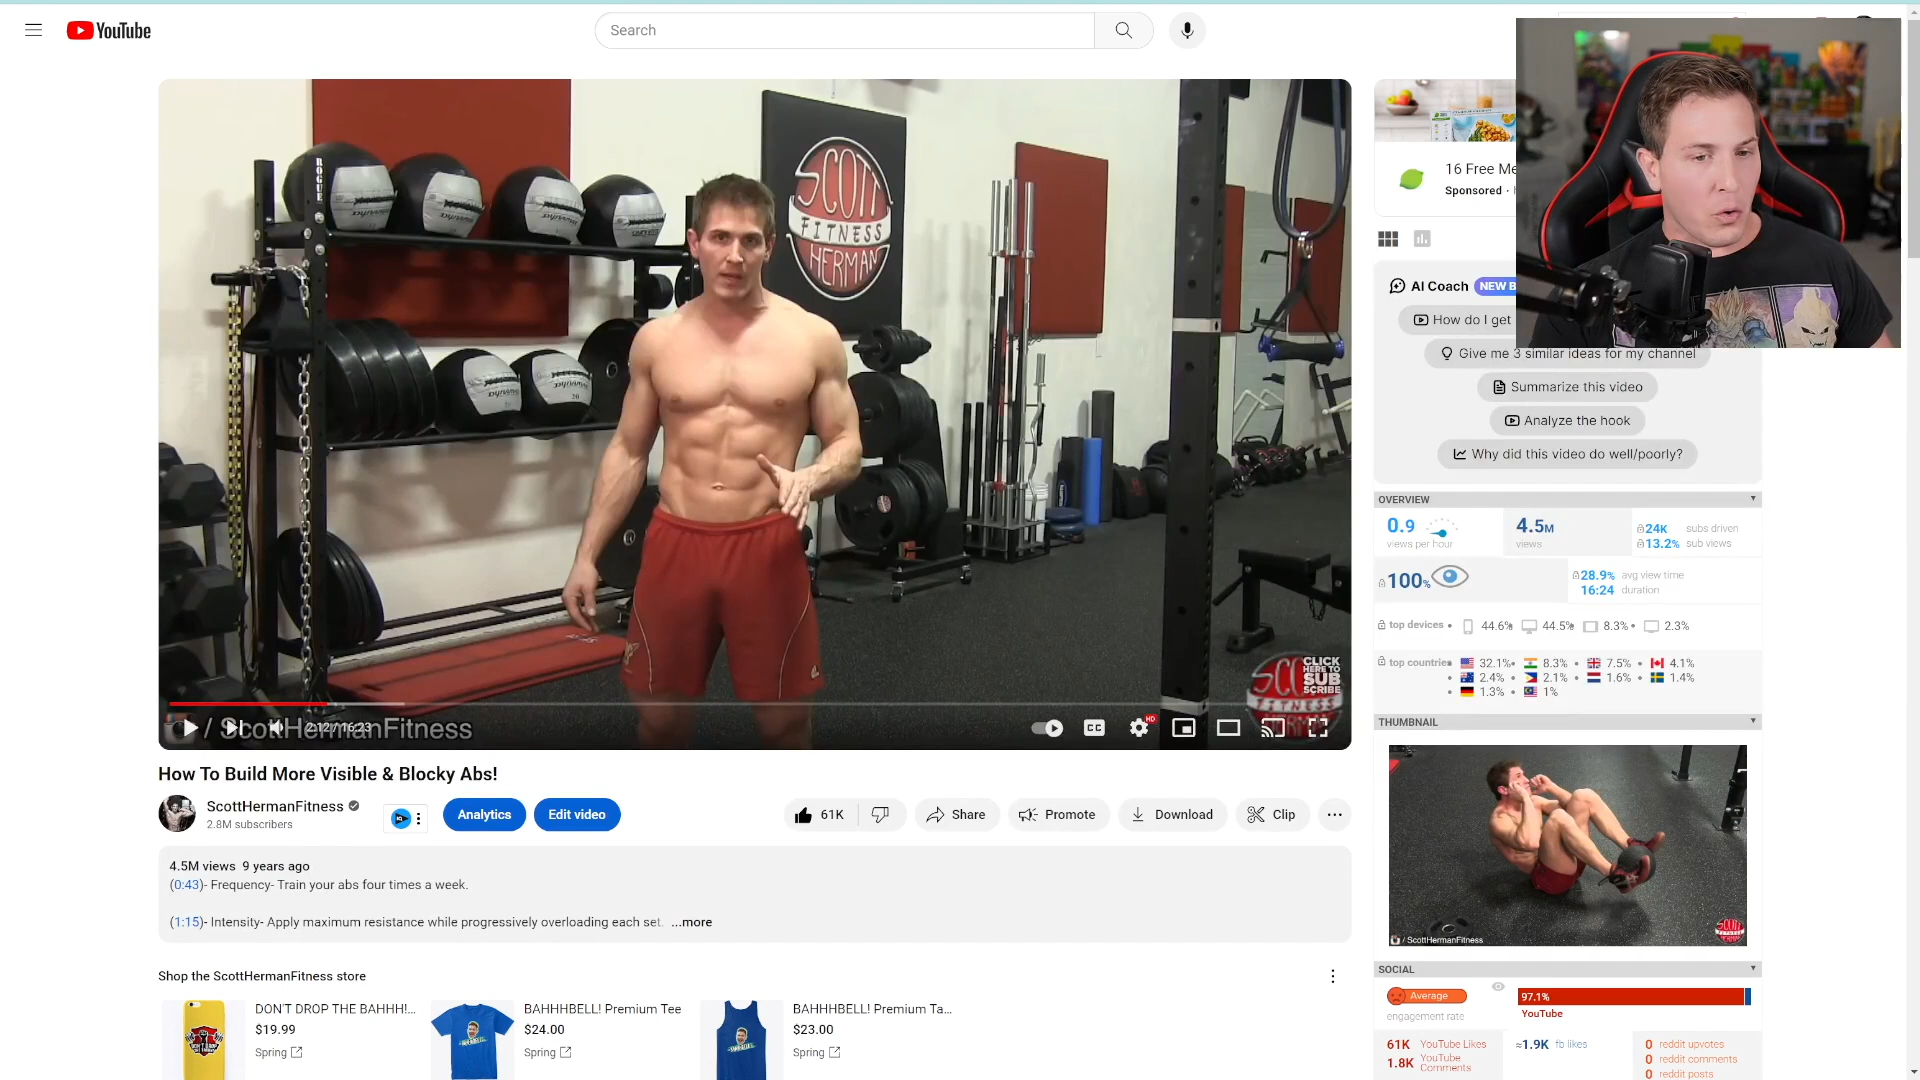 YouTube
Search
ROGUE
SCOTT
FITNESS
HERMAN
CLICK
HERE TO
SUB
SCRIBE
/ ScottHermanFitness
2:12 / 16:23
CC
HD
How To Build More Visible & Blocky Abs!
ScottHermanFitness
2.8M subscribers
Analytics
Edit video
61K
Share
Promote
Download
Clip
4.5M views 9 years ago
(0:43)- Frequency- Train your abs four times a week.
(1:15)- Intensity- Apply maximum resistance while progressively overloading each set. ...more
Shop the ScottHermanFitness store
DON'T DROP THE BAHHH!...
$19.99
Spring
BAHHHBELL! Premium Tee
$24.00
Spring
BAHHHBELL! Premium Ta...
$23.00
Spring
16 Free Me
Sponsored ·
AI Coach NEW B
How do I get
Give me 3 similar ideas for my channel
Summarize this video
Analyze the hook
Why did this video do well/poorly?
OVERVIEW
0.9
views per hour
4.5M
views
24K subs driven
13.2% sub views
100%
28.9% avg view time
16:24 duration
top devices • 44.6% 44.5% 8.3% • 2.3%
top countries 32.1% • 8.3% • 7.5% • 4.1%
• 2.4% • 2.1% • 1.6% • 1.4%
• 1.3% • 1%
THUMBNAIL
/ ScottHermanFitness
SOCIAL
Average
engagement rate
97.1%
YouTube
61K YouTube Likes
1.8K YouTube Comments
≈1.9K fb likes
0 reddit upvotes
0 reddit comments
0 reddit posts